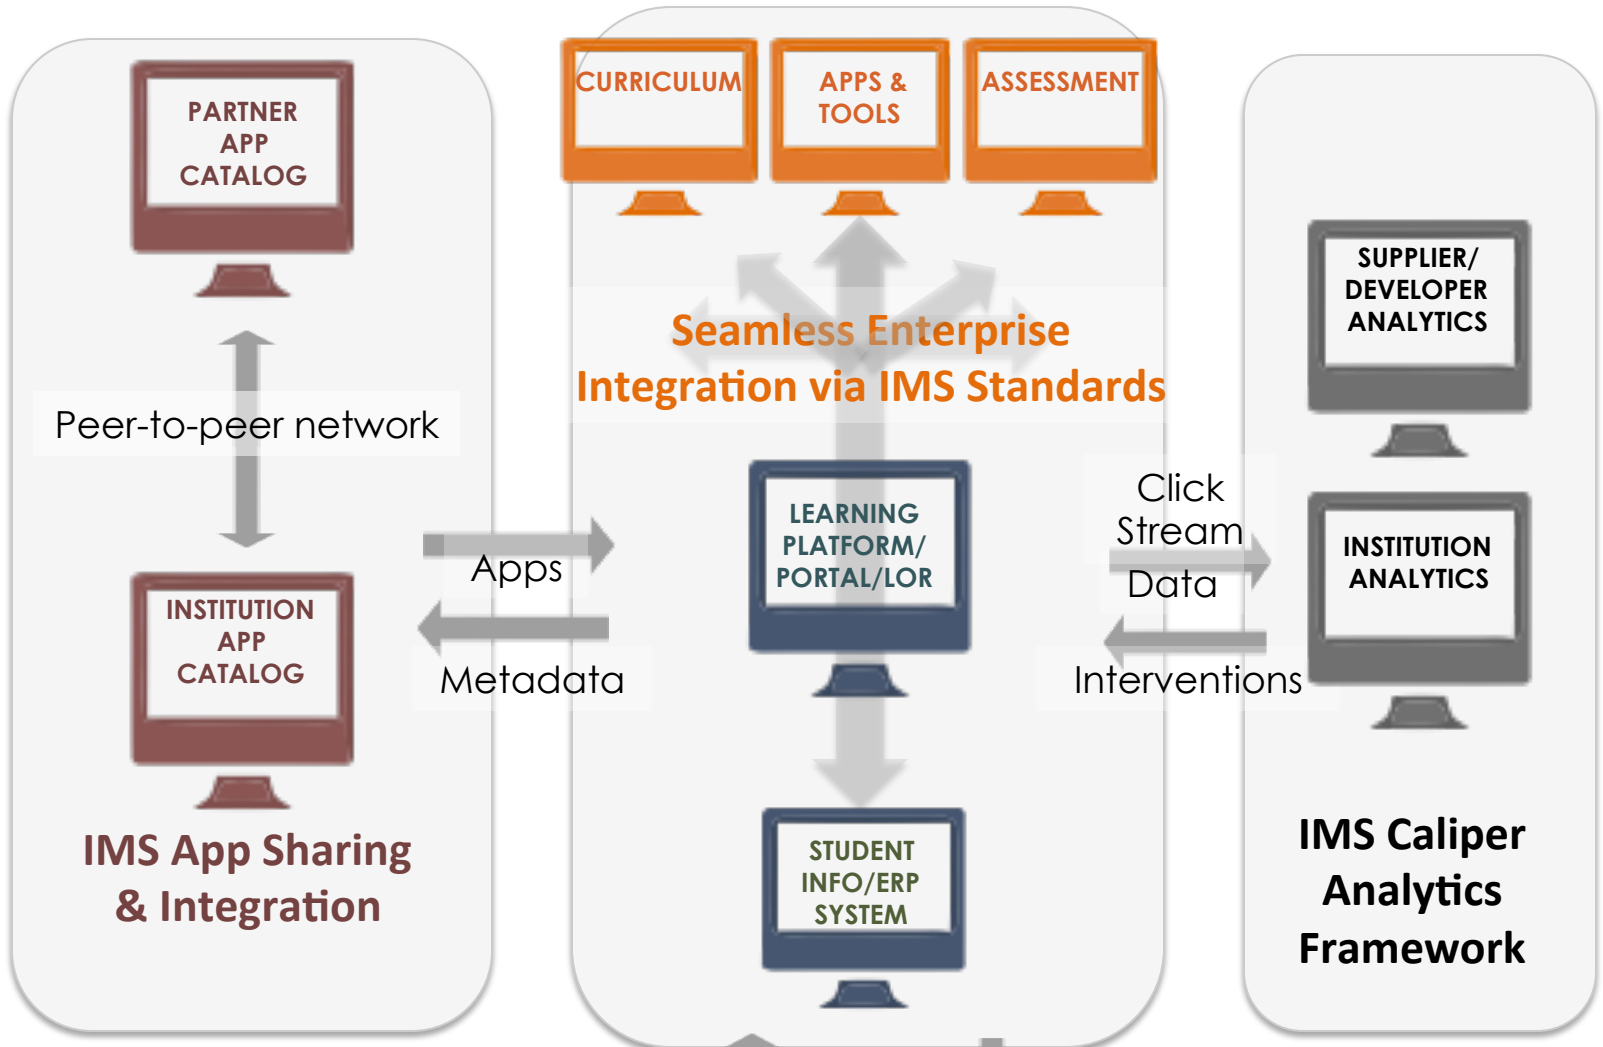 PARTNER
APP
CATALOG
Peer-to-peer network
INSTITUTION
APP
CATALOG
IMS App Sharing
& Integration
Apps
Metadata
CURRICULUM
APPS &
TOOLS
ASSESSMENT
Seamless Enterprise
Integration via IMS Standards
LEARNING
PLATFORM/
PORTAL/LOR
STUDENT
INFO/ERP
SYSTEM
Click
Stream
Data
Interventions
SUPPLIER/
DEVELOPER
ANALYTICS
INSTITUTION
ANALYTICS
IMS Caliper
Analytics
Framework